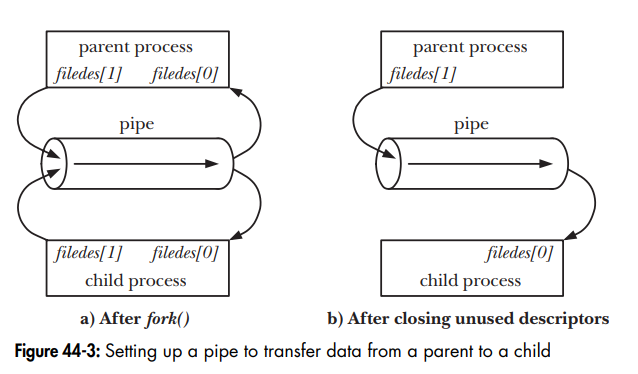 parent process
filedes[1] filedes[0]
pipe
filedes[1] filedes[0]
child process
a) After fork()
parent process
filedes[1]
pipe
filedes[0]
child process
b) After closing unused descriptors
Figure 44-3: Setting up a pipe to transfer data from a parent to a child